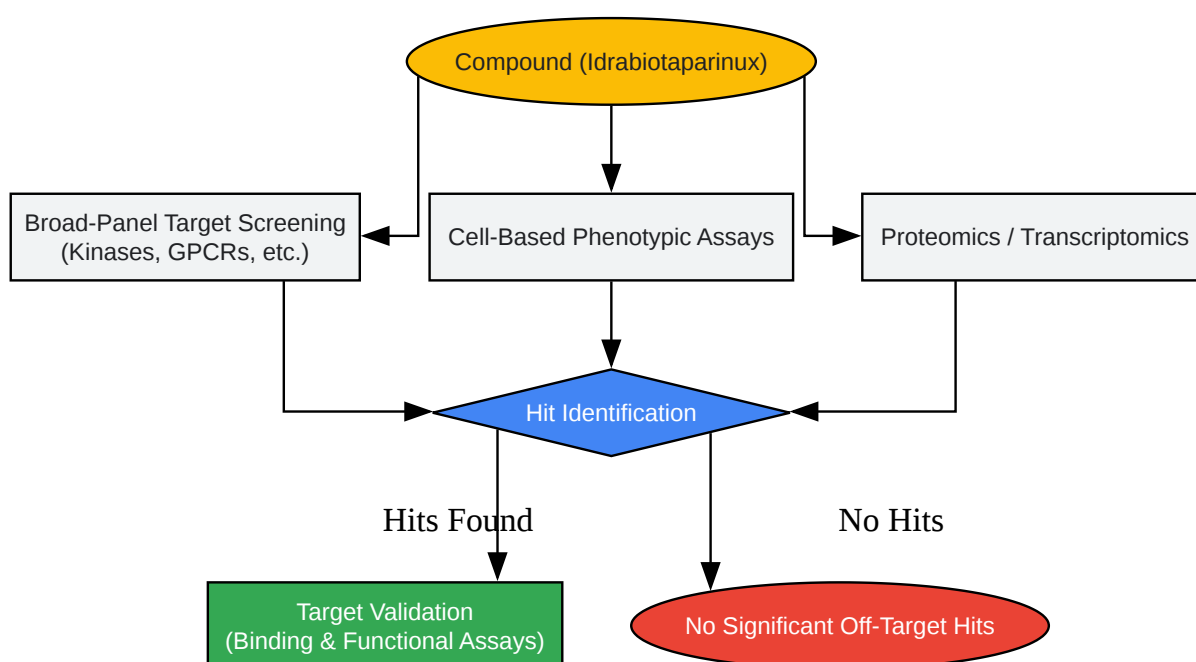 Compound (Idrabiotaparinux)
Broad-Panel Target Screening
(Kinases, GPCRs, etc.)
Cell-Based Phenotypic Assays
Proteomics / Transcriptomics
Hit Identification
Hits Found
No Hits
Target Validation
(Binding & Functional Assays)
No Significant Off-Target Hits